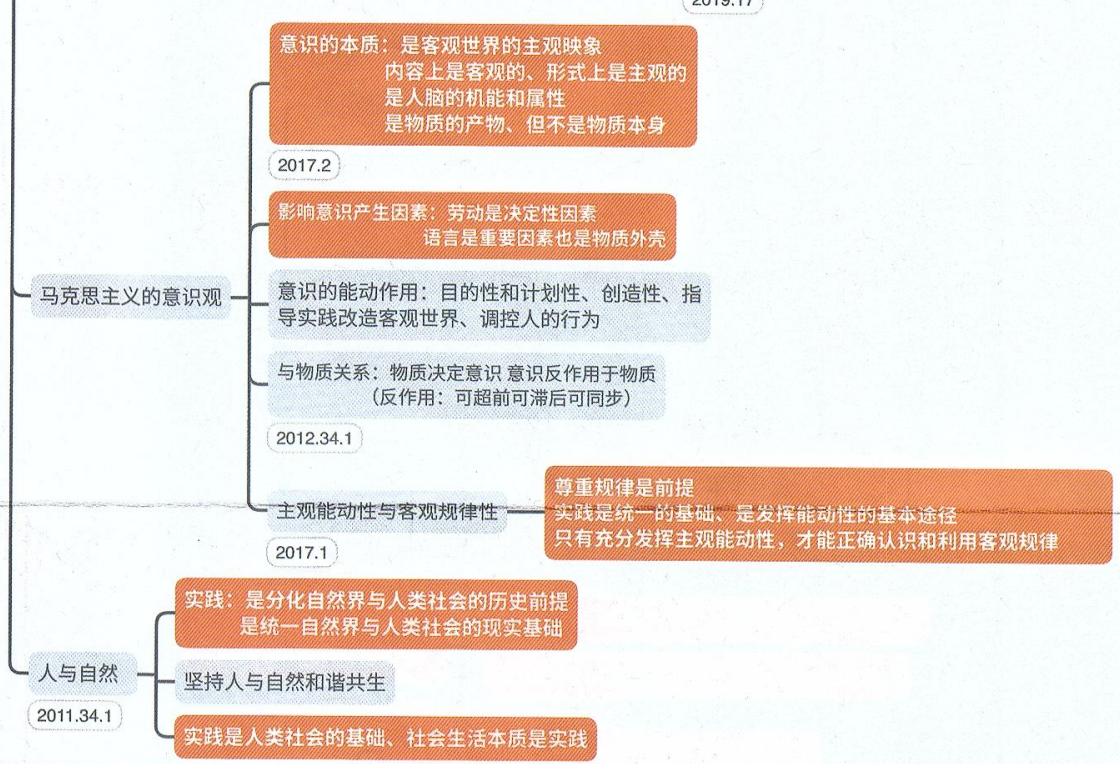 2019.17
意识的本质：是客观世界的主观映象
内容上是客观的、形式上是主观的
是人脑的机能和属性
是物质的产物、但不是物质本身
2017.2
影响意识产生因素：劳动是决定性因素
语言是重要因素也是物质外壳
马克思主义的意识观
意识的能动作用：目的性和计划性、创造性、指
导实践改造客观世界、调控人的行为
与物质关系：物质决定意识 意识反作用于物质
（反作用：可超前可滞后可同步）
2012.34.1
主观能动性与客观规律性
2017.1
尊重规律是前提
实践是统一的基础、是发挥能动性的基本途径
只有充分发挥主观能动性，才能正确认识和利用客观规律
实践：是分化自然界与人类社会的历史前提
是统一自然界与人类社会的现实基础
人与自然
2011.34.1
坚持人与自然和谐共生
实践是人类社会的基础、社会生活本质是实践